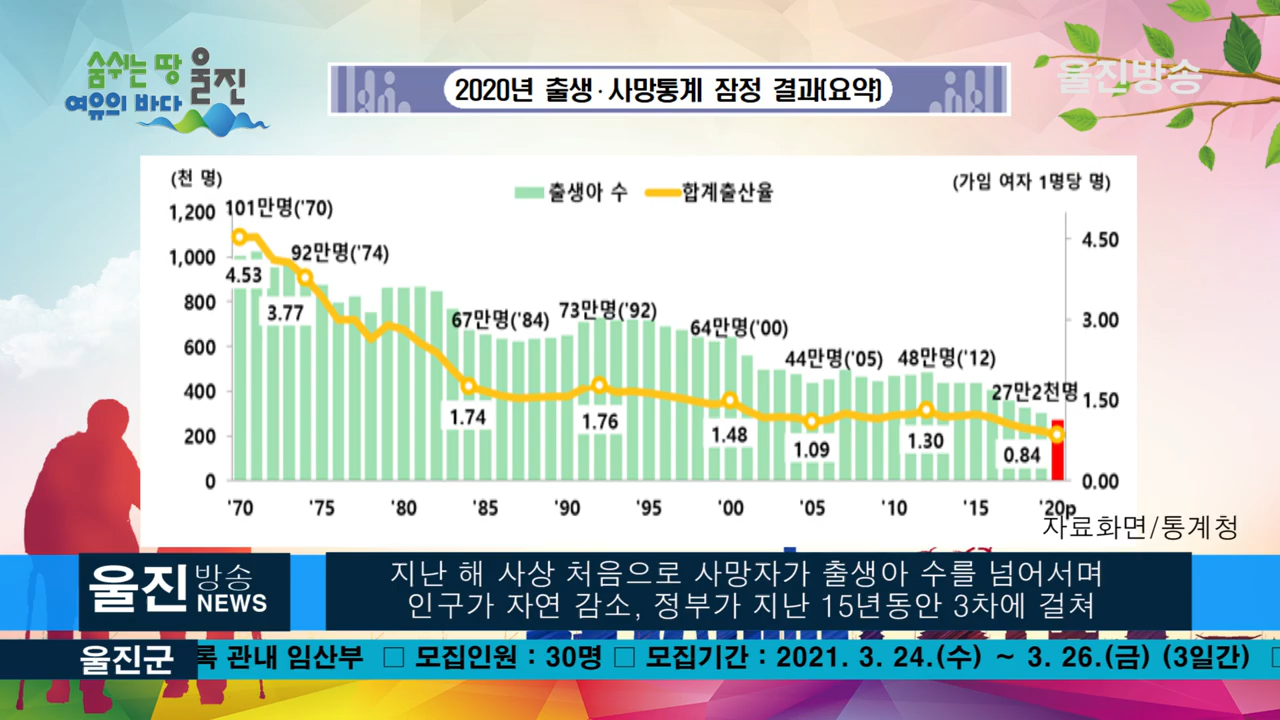 숨쉬는 땅 울진
여유의 바다
2020년 출생·사망통계 잠정 결과(요약)
울진방송
(천 명)
출생아 수
합계출산율
(가임 여자 1명당 명)
1,200
1,000
800
600
400
200
0
101만명('70)
92만명('74)
67만명('84)
73만명('92)
64만명('00)
44만명('05)
48만명('12)
27만2천명
4.53
3.77
1.74
1.76
1.48
1.09
1.30
0.84
4.50
3.00
1.50
0.00
'70 '75 '80 '85 '90 '95 '00 '05 '10 '15 '20p
자료화면/통계청
울진 방송 NEWS
지난 해 사상 처음으로 사망자가 출생아 수를 넘어서며
인구가 자연 감소, 정부가 지난 15년동안 3차에 걸쳐
울진군
록 관내 임산부 □ 모집인원 : 30명 □ 모집기간 : 2021. 3. 24.(수) ~ 3. 26.(금) (3일간) □